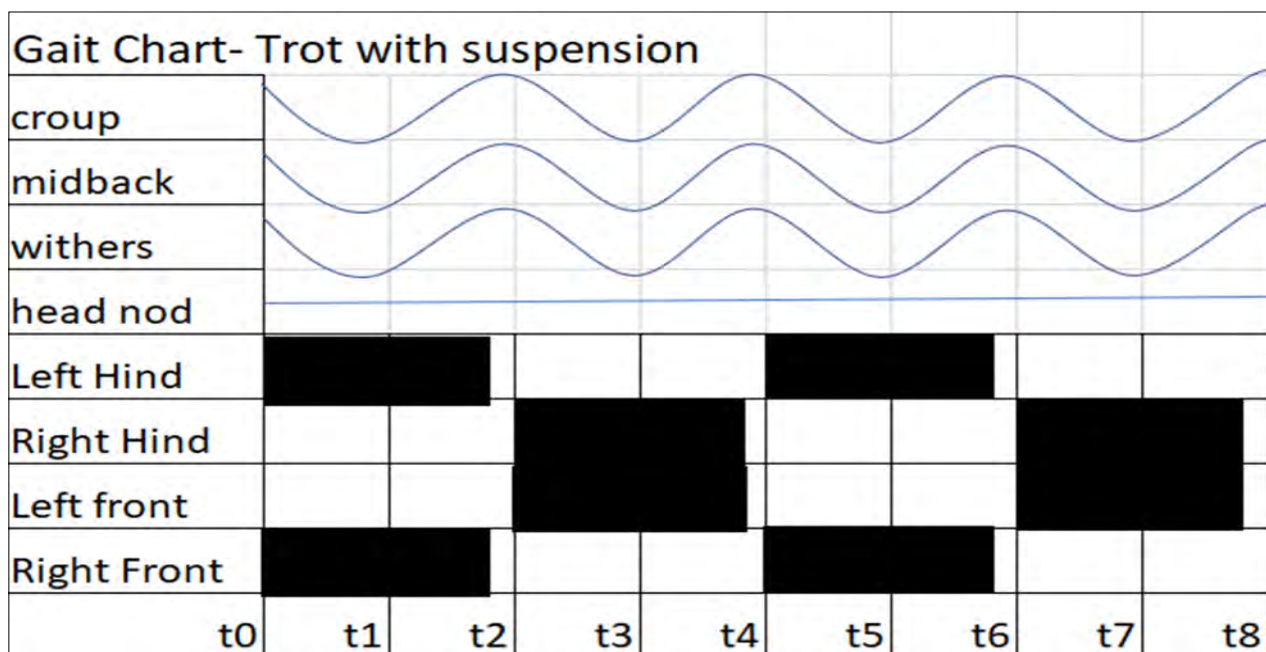 Gait Chart- Trot with suspension
croup
midback
withers
head nod
Left Hind
Right Hind
Left front
Right Front
t0 t1 t2 t3 t4 t5 t6 t7 t8